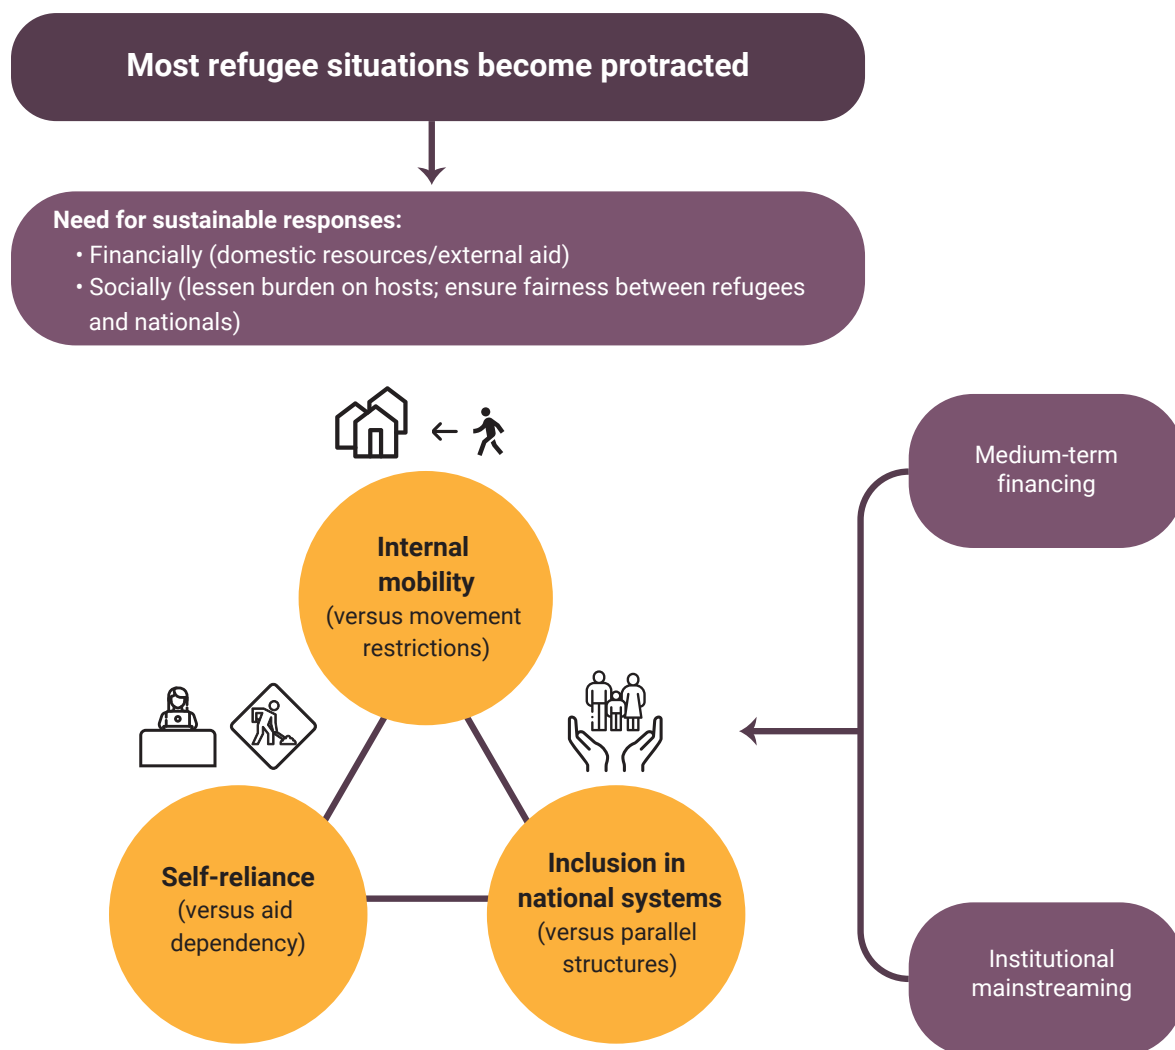 Most refugee situations become protracted
Need for sustainable responses:
• Financially (domestic resources/external aid)
• Socially (lessen burden on hosts; ensure fairness between refugees
and nationals)
Medium-term
financing
Internal
mobility
(versus movement
restrictions)
Self-reliance
(versus aid
dependency)
Inclusion in
national systems
(versus parallel
structures)
Institutional
mainstreaming